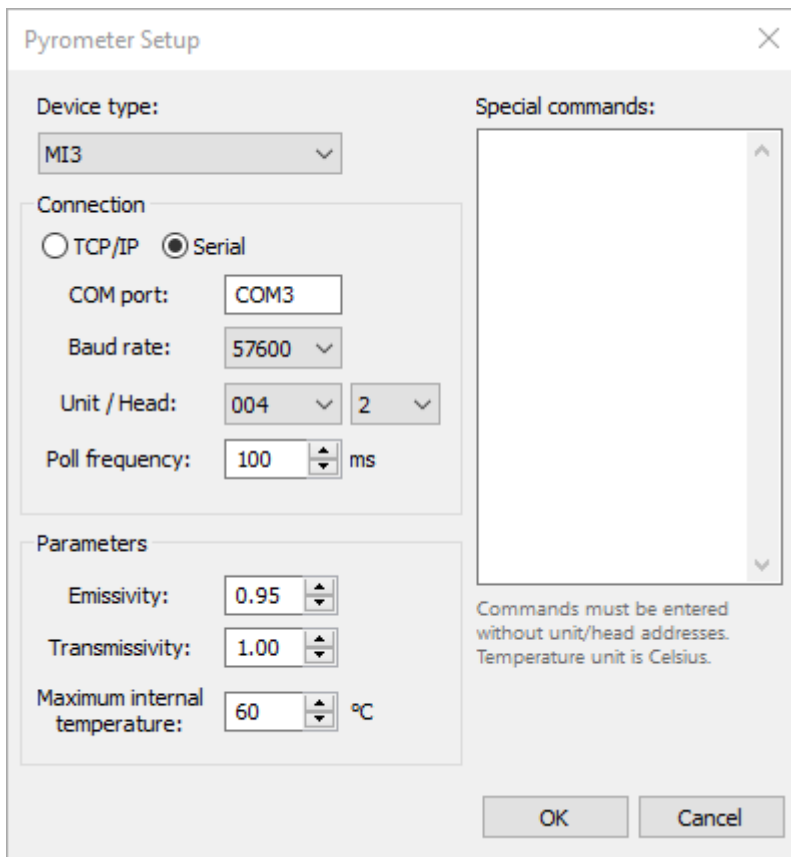 Pyrometer Setup
Device type:
MI3
Connection
TCP/IP Serial
COM port: COM3
Baud rate: 57600
Unit / Head: 004 2
Poll frequency: 100 ms
Parameters
Emissivity: 0.95
Transmissivity: 1.00
Maximum internal
temperature: 60 ºC
Special commands:
Commands must be entered
without unit/head addresses.
Temperature unit is Celsius.
OK Cancel